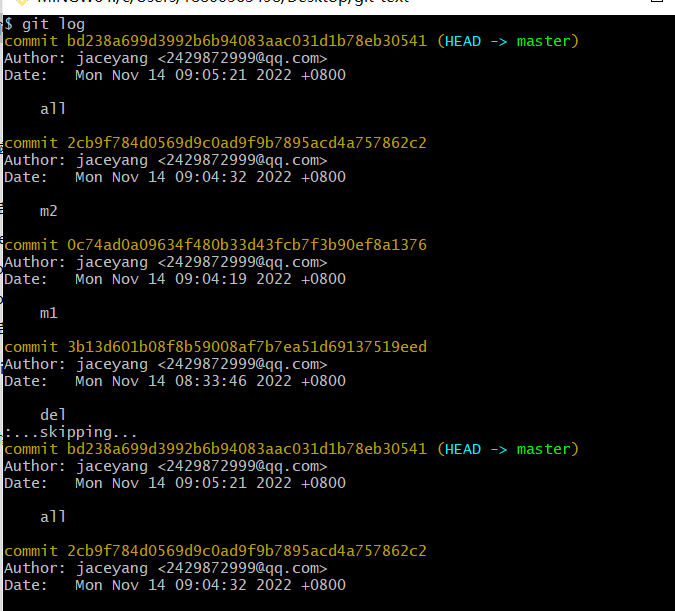 $ git log
commit bd238a699d3992b6b94083aac031d1b78eb30541 (HEAD -> master)
Author: jaceyang <2429872999@qq.com>
Date:   Mon Nov 14 09:05:21 2022 +0800
all
commit 2cb9f784d0569d9c0ad9f9b7895acd4a757862c2
Author: jaceyang <2429872999@qq.com>
Date:   Mon Nov 14 09:04:32 2022 +0800
m2
commit 0c74ad0a09634f480b33d43fcb7f3b90ef8a1376
Author: jaceyang <2429872999@qq.com>
Date:   Mon Nov 14 09:04:19 2022 +0800
m1
commit 3b13d601b08f8b59008af7b7ea51d69137519eed
Author: jaceyang <2429872999@qq.com>
Date:   Mon Nov 14 08:33:46 2022 +0800
del
:...skipping...
commit bd238a699d3992b6b94083aac031d1b78eb30541 (HEAD -> master)
Author: jaceyang <2429872999@qq.com>
Date:   Mon Nov 14 09:05:21 2022 +0800
all
commit 2cb9f784d0569d9c0ad9f9b7895acd4a757862c2
Author: jaceyang <2429872999@qq.com>
Date:   Mon Nov 14 09:04:32 2022 +0800